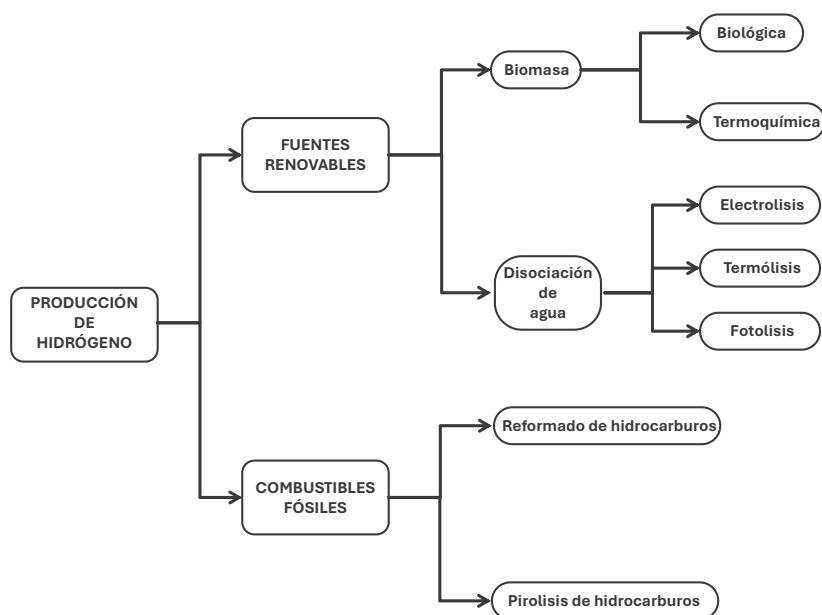 Biológica
Biomasa
Termoquímica
FUENTES
RENOVABLES
Electrolisis
Disociación
de
agua
Termólisis
Fotolisis
PRODUCCIÓN
DE
HIDRÓGENO
Reformado de hidrocarburos
COMBUSTIBLES
FÓSILES
Pirolisis de hidrocarburos